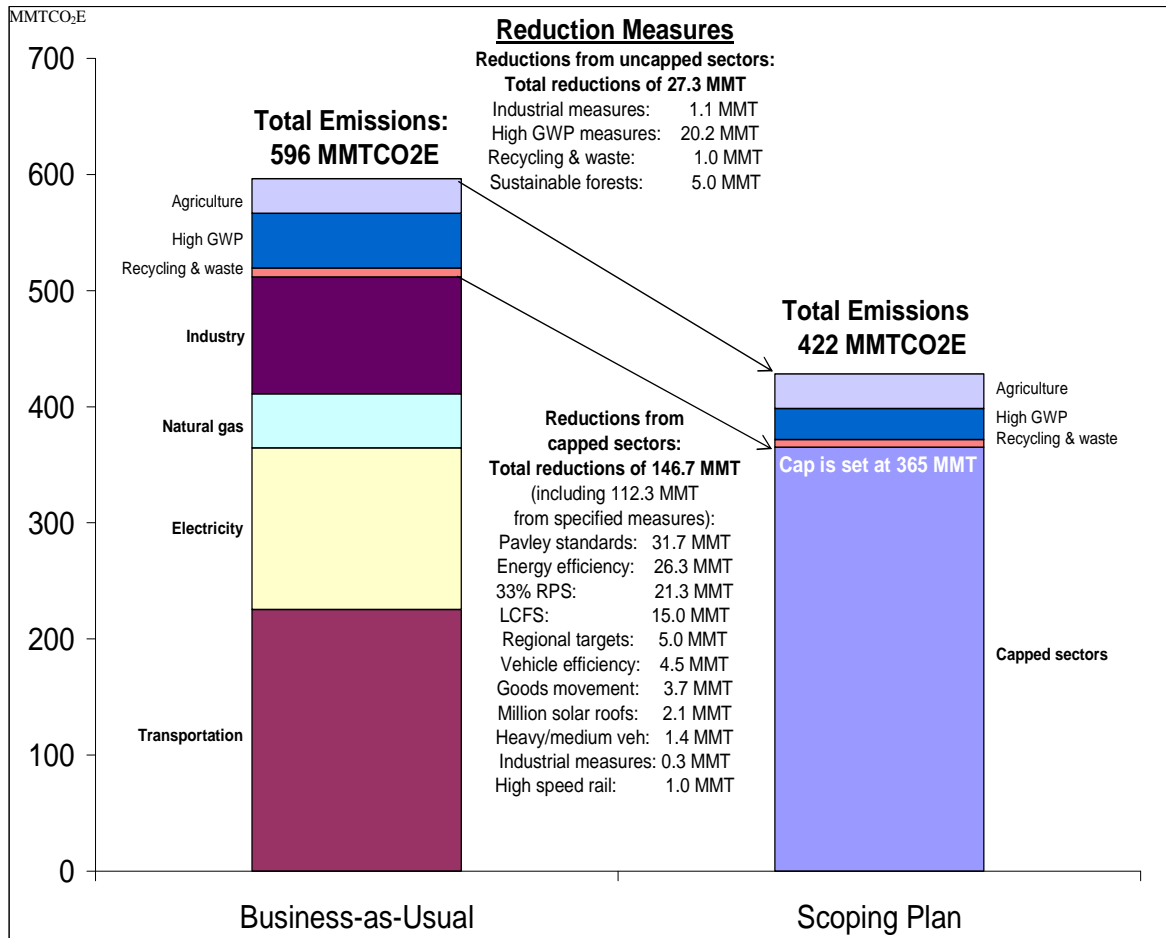 MMTCO₂E
Reduction Measures
Reductions from uncapped sectors:
Total reductions of 27.3 MMT
Industrial measures: 1.1 MMT
High GWP measures: 20.2 MMT
Recycling & waste: 1.0 MMT
Sustainable forests: 5.0 MMT
Total Emissions:
596 MMTCO2E
700
600
500
400
300
200
100
0
Agriculture
High GWP
Recycling & waste
Industry
Natural gas
Electricity
Transportation
Reductions from
capped sectors:
Total reductions of 146.7 MMT
(including 112.3 MMT
from specified measures):
Pavley standards: 31.7 MMT
Energy efficiency: 26.3 MMT
33% RPS: 21.3 MMT
LCFS: 15.0 MMT
Regional targets: 5.0 MMT
Vehicle efficiency: 4.5 MMT
Goods movement: 3.7 MMT
Million solar roofs: 2.1 MMT
Heavy/medium veh: 1.4 MMT
Industrial measures: 0.3 MMT
High speed rail: 1.0 MMT
Total Emissions
422 MMTCO2E
Agriculture
High GWP
Recycling & waste
Cap is set at 365 MMT
Capped sectors
Business-as-Usual
Scoping Plan